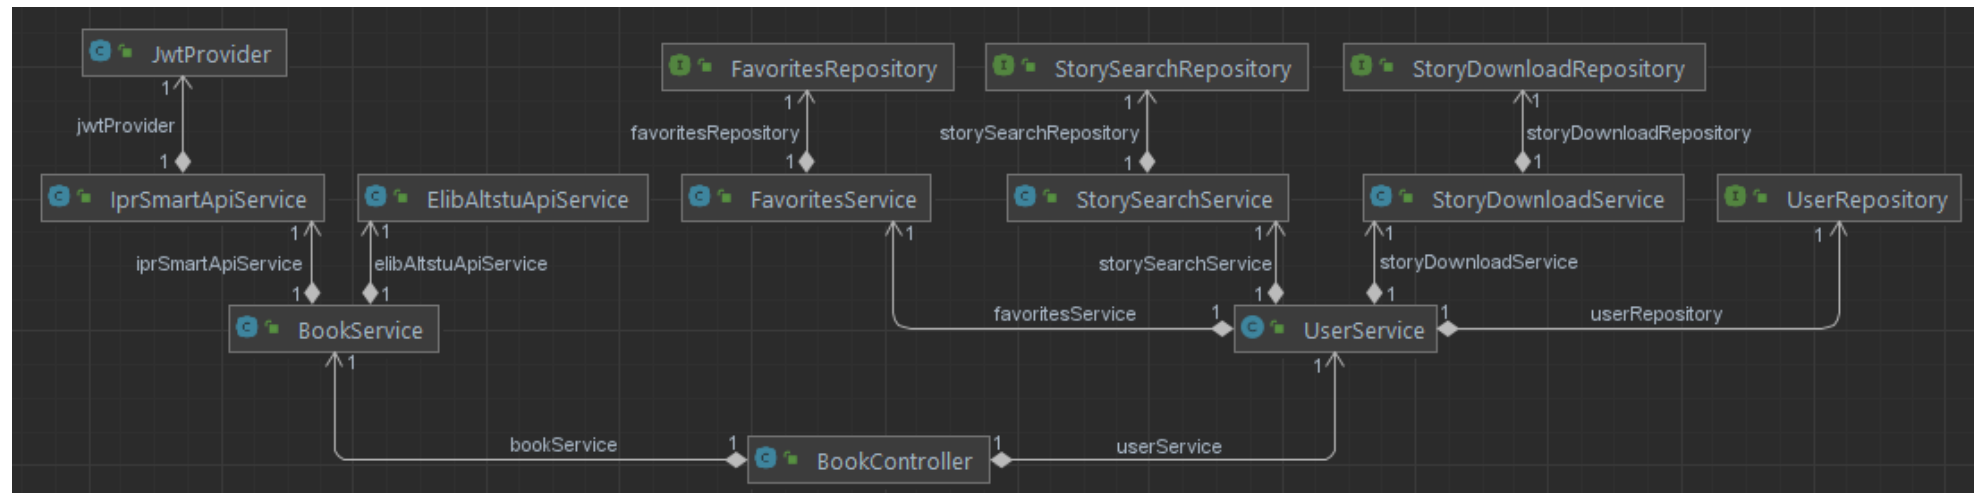 JwtProvider
FavoritesRepository
StorySearchRepository
StoryDownloadRepository
1
1
1
1
jwtProvider
favoritesRepository
storySearchRepository
storyDownloadRepository
1
1
1
1
IprSmartApiService
ElibAltstuApiService
FavoritesService
StorySearchService
StoryDownloadService
UserRepository
1
1
1
1
1
1
iprSmartApiService
elibAltstuApiService
storySearchService
storyDownloadService
1
1
1
1
favoritesService
1
1
userRepository
BookService
UserService
1
1
bookService
1
1
userService
BookController